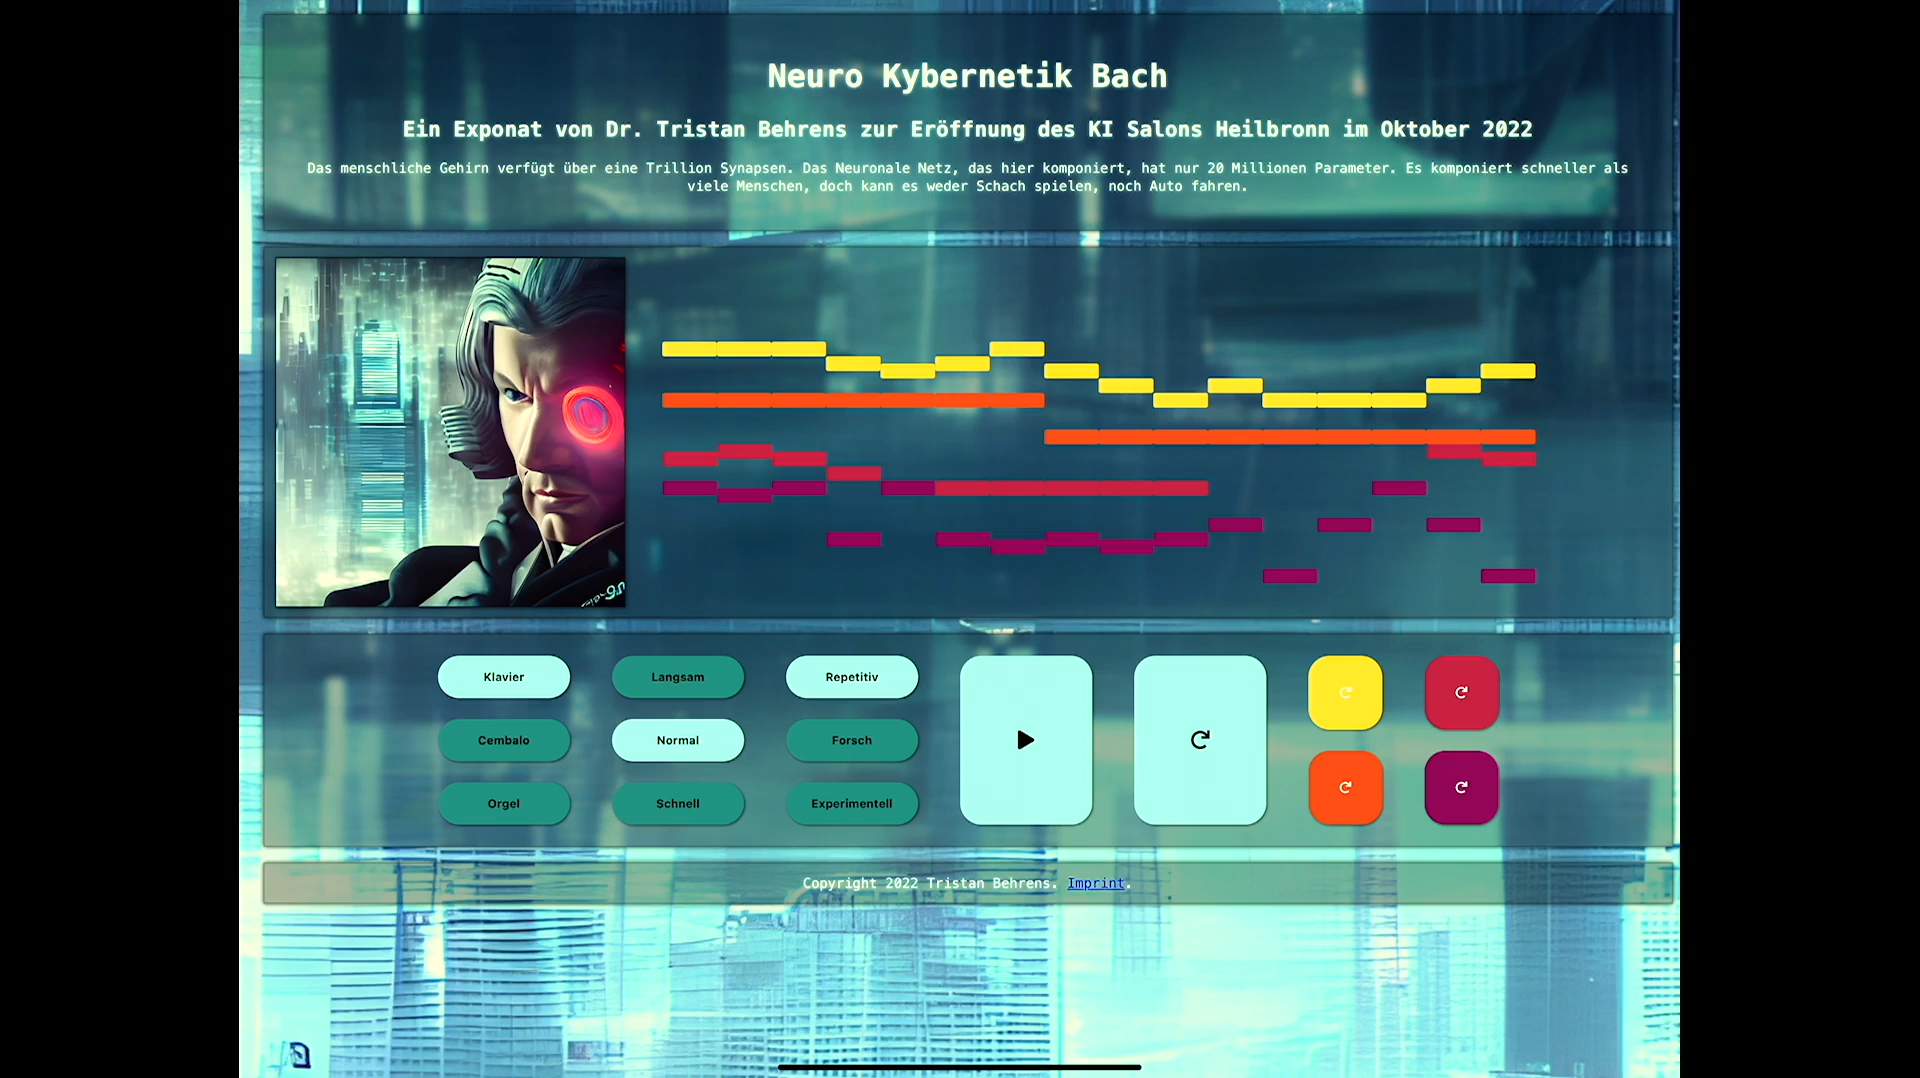 Neuro Kybernetik Bach
Ein Exponat von Dr. Tristan Behrens zur Eröffnung des KI Salons Heilbronn im Oktober 2022
Das menschliche Gehirn verfügt über eine Trillion Synapsen. Das Neuronale Netz, das hier komponiert, hat nur 20 Millionen Parameter. Es komponiert schneller als
viele Menschen, doch kann es weder Schach spielen, noch Auto fahren.
Klavier
Langsam
Repetitiv
Cembalo
Normal
Forsch
Orgel
Schnell
Experimentell
Copyright 2022 Tristan Behrens. Imprint.